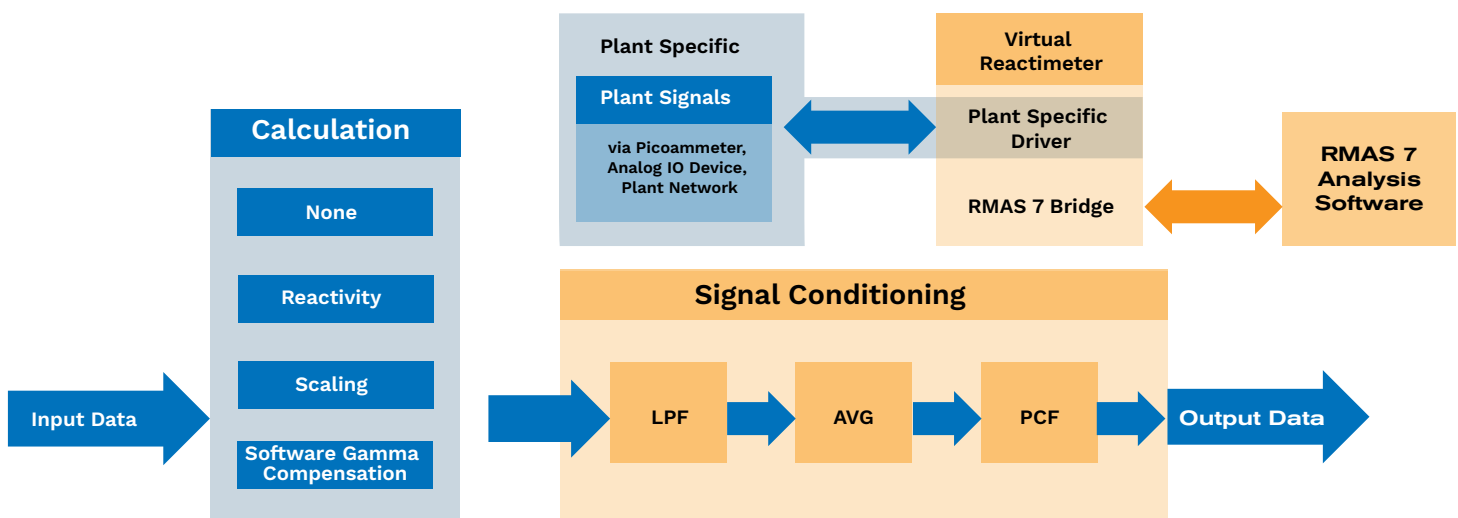 Plant Specific
Plant Signals
via Picoammeter,
Analog IO Device,
Plant Network
Virtual
Reactimeter
Plant Specific
Driver
RMAS 7 Bridge
RMAS 7
Analysis
Software
Calculation
None
Reactivity
Scaling
Software Gamma
Compensation
Input Data
Signal Conditioning
LPF
AVG
PCF
Output Data